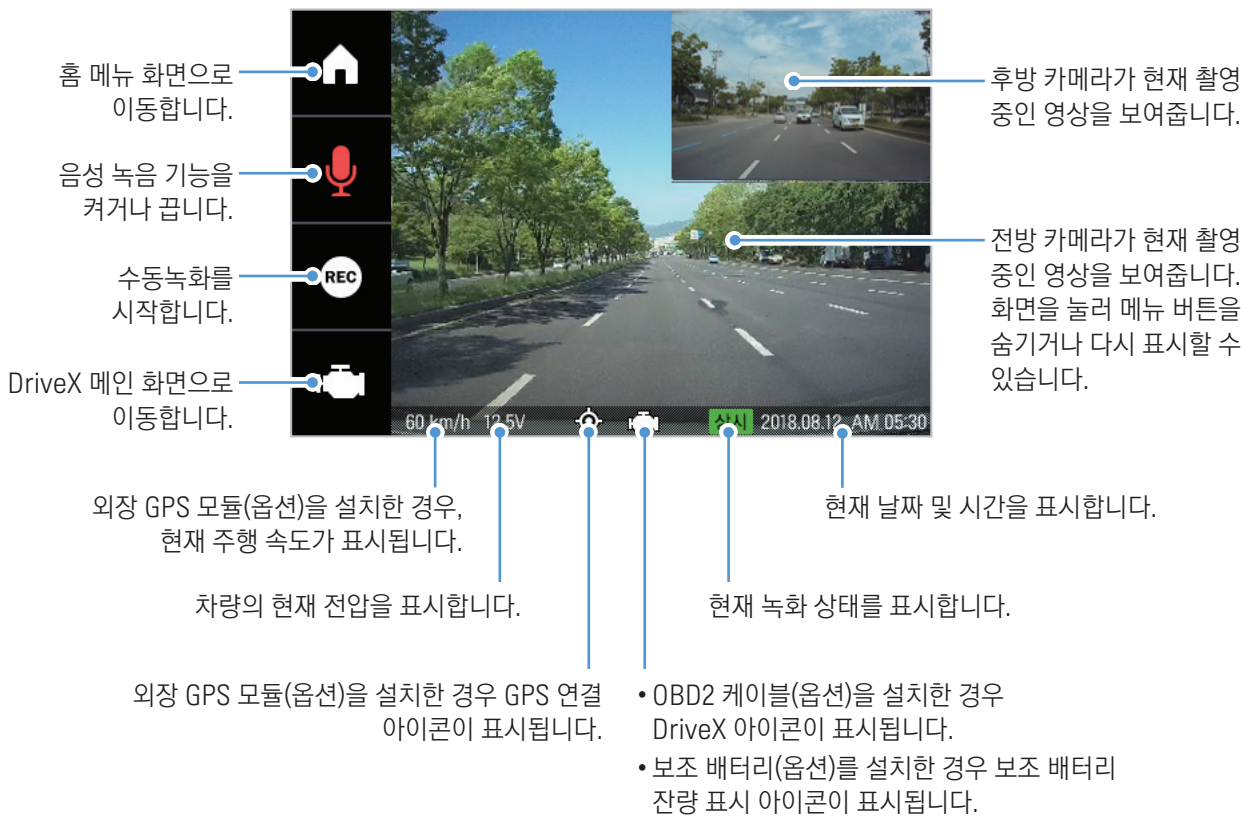 홈 메뉴 화면으로
이동합니다.
음성 녹음 기능을
켜거나 끕니다.
REC
수동녹화를
시작합니다.
DriveX 메인 화면으로
이동합니다.
후방 카메라가 현재 촬영
중인 영상을 보여줍니다.
전방 카메라가 현재 촬영
중인 영상을 보여줍니다.
화면을 눌러 메뉴 버튼을
숨기거나 다시 표시할 수
있습니다.
60 km/h 12.5V 상시 2018.08.12 AM 05:30
외장 GPS 모듈(옵션)을 설치한 경우,
현재 주행 속도가 표시됩니다.
현재 날짜 및 시간을 표시합니다.
차량의 현재 전압을 표시합니다.
현재 녹화 상태를 표시합니다.
외장 GPS 모듈(옵션)을 설치한 경우 GPS 연결
아이콘이 표시됩니다.
• OBD2 케이블(옵션)을 설치한 경우
DriveX 아이콘이 표시됩니다.
• 보조 배터리(옵션)를 설치한 경우 보조 배터리
잔량 표시 아이콘이 표시됩니다.